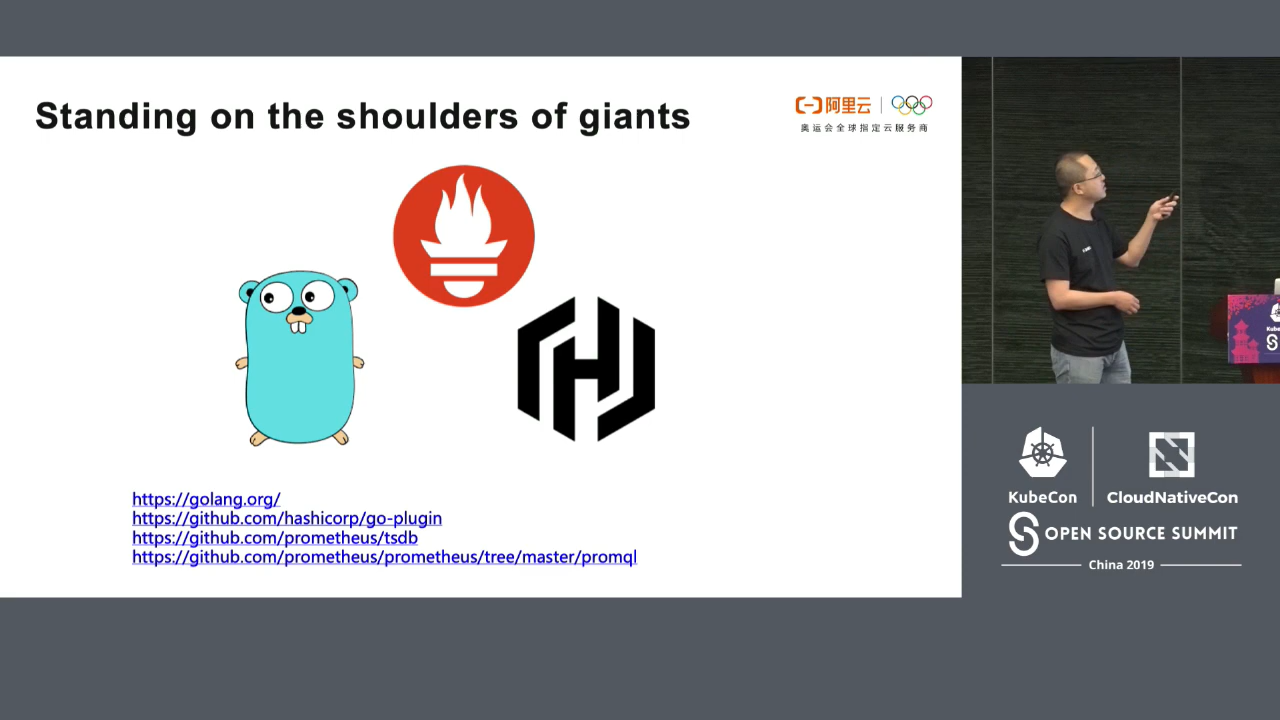 Standing on the shoulders of giants
阿里云
奥运会全球指定云服务商
https://golang.org/
https://github.com/hashicorp/go-plugin
https://github.com/prometheus/tsdb
https://github.com/prometheus/prometheus/tree/master/promql
KubeCon
CloudNativeCon
OPEN SOURCE SUMMIT
China 2019